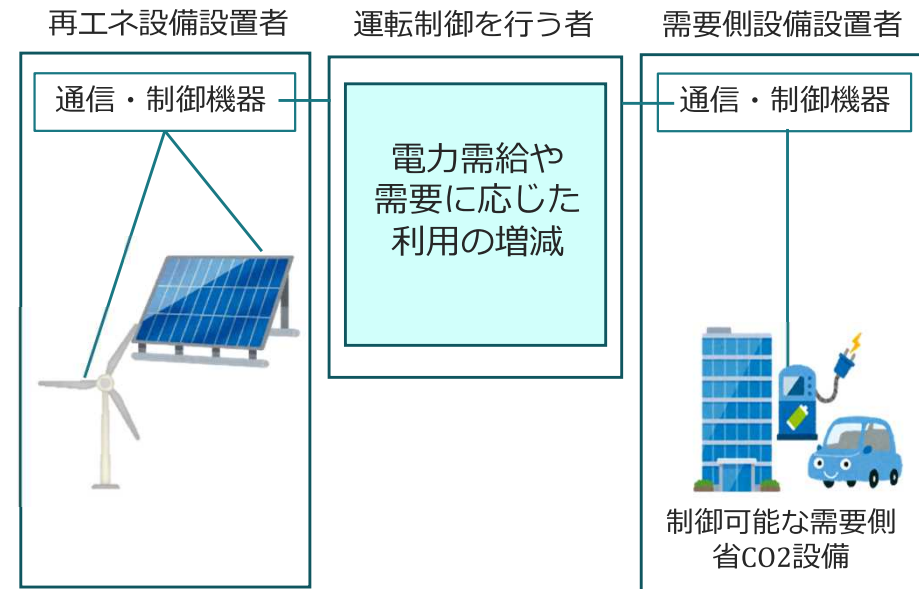 再エネ設備設置者
運転制御を行う者
需要側設備設置者
通信・制御機器
電力需給や
需要に応じた
利用の増減
通信・制御機器
制御可能な需要側
省CO2設備